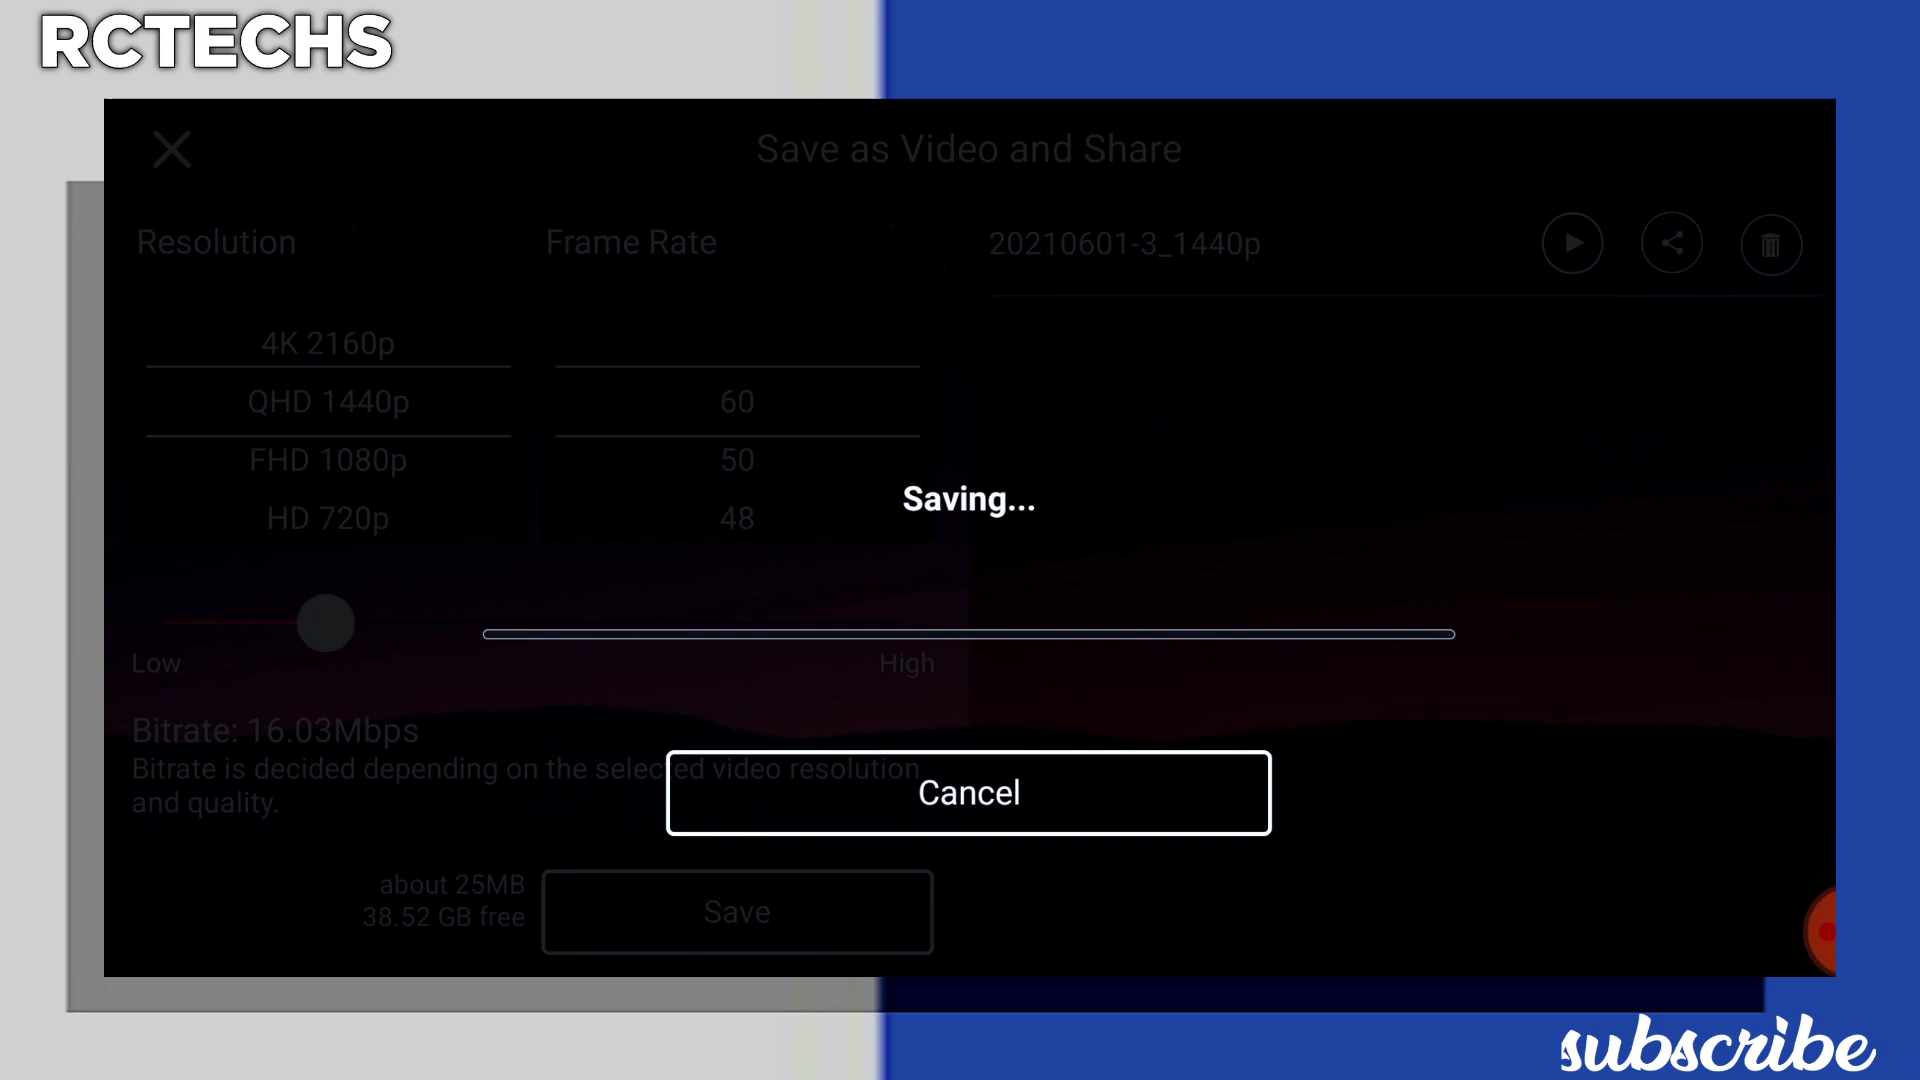 RCTECHS
Save as Video and Share
Resolution
Frame Rate
20210601-3_1440p
4K 2160p
QHD 1440p
60
FHD 1080p
50
HD 720p
48
Saving...
Low
High
Bitrate: 16.03Mbps
Bitrate is decided depending on the selected video resolution
and quality.
Cancel
about 25MB
38.52 GB free
Save
subscribe